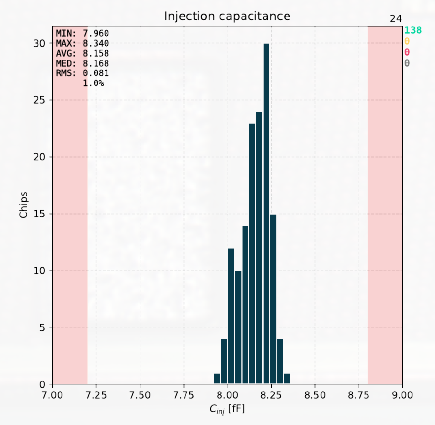 Injection capacitance
24
MIN: 7.960
MAX: 8.340
AVG: 8.158
MED: 8.168
RMS: 0.081
1.0%
138
0
0
0
30
25
20
15
10
5
0
Chips
7.00 7.25 7.50 7.75 8.00 8.25 8.50 8.75 9.00
Cinj [fF]